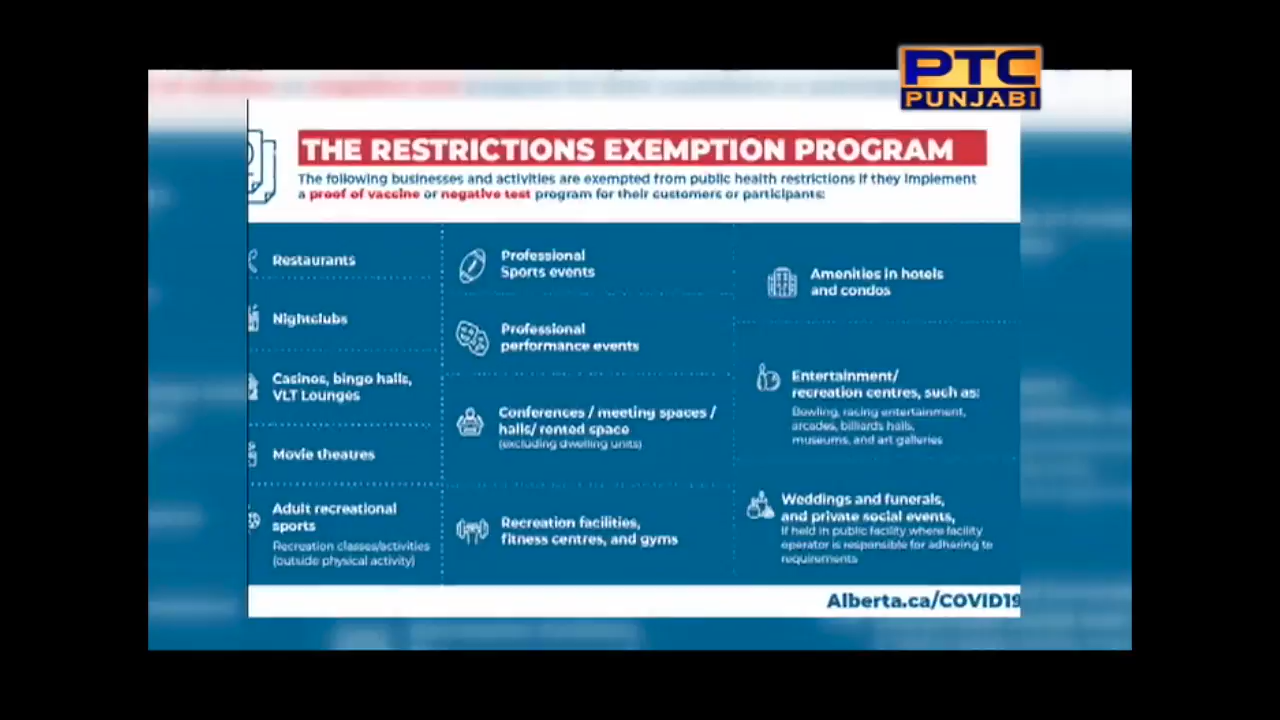 PTC
PUNJABI
THE RESTRICTIONS EXEMPTION PROGRAM
The following businesses and activities are exempted from public health restrictions if they implement
a proof of vaccine or negative test program for their customers or participants:
Restaurants
Nightclubs
Casinos, bingo halls,
VLT Lounges
Movie theatres
Adult recreational
sports
Recreation classes/activities
(outside physical activity)
Professional
Sports events
Professional
performance events
Conferences / meeting spaces /
halls/ rented space
(excluding dwelling units)
Recreation facilities,
fitness centres, and gyms
Amenities in hotels
and condos
Entertainment/
recreation centres, such as:
Bowling, racing entertainment,
arcades, billiards halls,
museums, and art galleries
Weddings and funerals,
and private social events,
if held in public facility where facility
operator is responsible for adhering to
requirements
Alberta.ca/COVID19